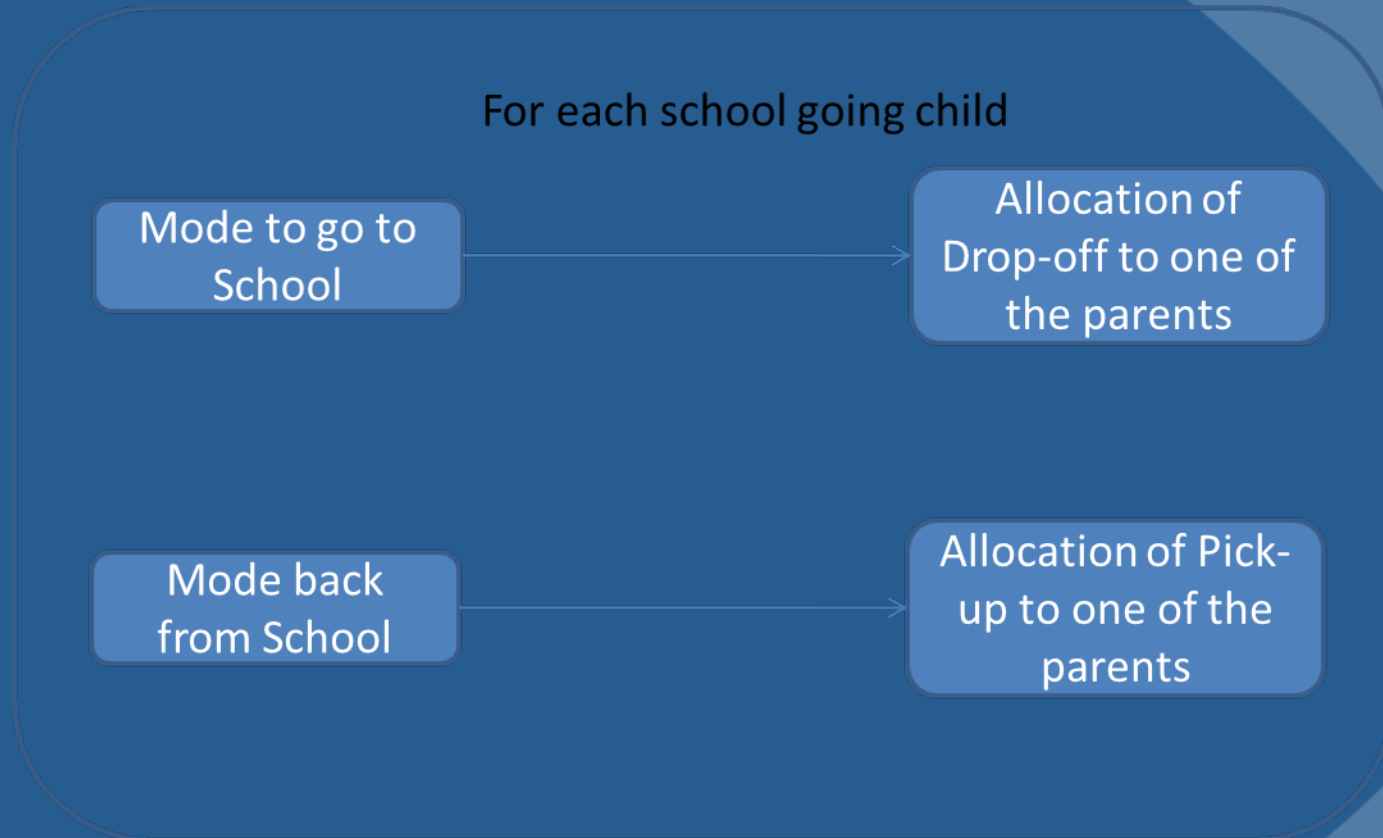 For each school going child
Mode to go to
School
Allocation of
Drop-off to one of
the parents
Mode back
from School
Allocation of Pick-
up to one of the
parents